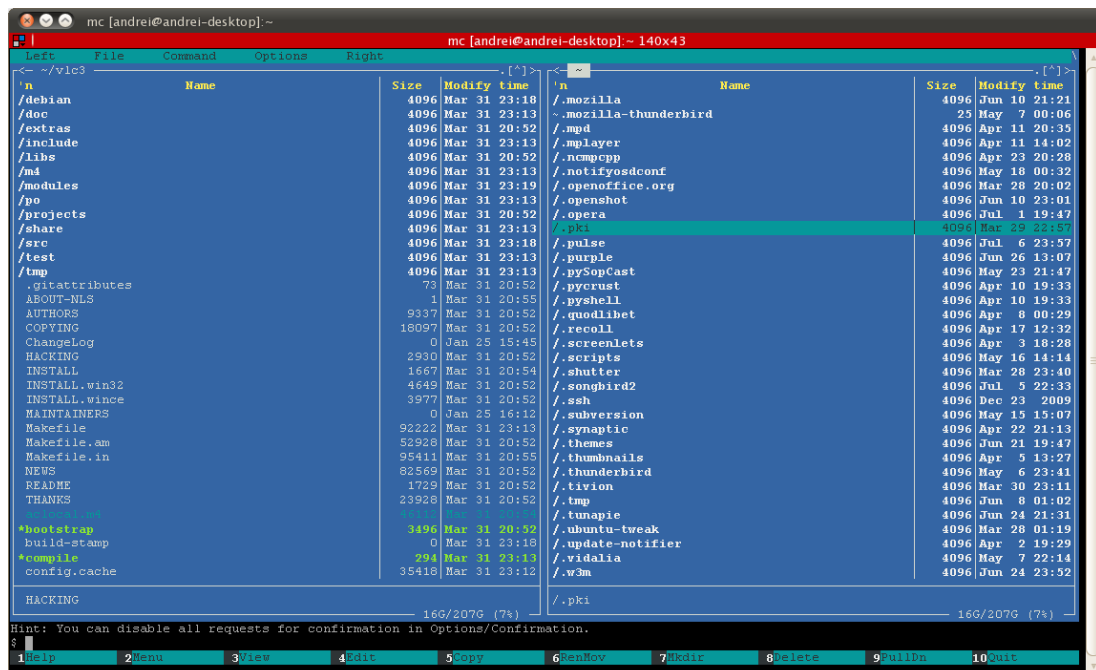 mc [andrei@andrei-desktop]:~
mc [andrei@andrei-desktop]:~ 140x43
Left File Command Options Right
<- ~/vlc3 .[^]>
'n Name Size Modify time
/debian 4096 Mar 31 23:18
/doc 4096 Mar 31 23:13
/extras 4096 Mar 31 20:52
/include 4096 Mar 31 23:13
/libs 4096 Mar 31 20:52
/m4 4096 Mar 31 23:13
/modules 4096 Mar 31 23:19
/po 4096 Mar 31 23:13
/projects 4096 Mar 31 20:52
/share 4096 Mar 31 23:13
/src 4096 Mar 31 23:18
/test 4096 Mar 31 23:13
/tmp 4096 Mar 31 23:13
.gitattributes 73 Mar 31 20:52
ABOUT-NLS 1 Mar 31 20:55
AUTHORS 9337 Mar 31 20:52
COPYING 18097 Mar 31 20:52
ChangeLog 0 Jan 25 15:45
HACKING 2930 Mar 31 20:52
INSTALL 1667 Mar 31 20:54
INSTALL.win32 4649 Mar 31 20:52
INSTALL.wince 3977 Mar 31 20:52
MAINTAINERS 0 Jan 25 16:12
Makefile 92222 Mar 31 23:13
Makefile.am 52928 Mar 31 20:52
Makefile.in 95411 Mar 31 20:55
NEWS 82569 Mar 31 20:52
README 1729 Mar 31 20:52
THANKS 23928 Mar 31 20:52
aclocal.m4 Mar 31 20:54
*bootstrap 3496 Mar 31 20:52
build-stamp 0 Mar 31 23:18
*compile 294 Mar 31 23:13
config.cache 35418 Mar 31 23:12
HACKING
16G/207G (7%)
<- ~ .[^]>
'n Name Size Modify time
/.mozilla 4096 Jun 10 21:21
~.mozilla-thunderbird 25 May 7 00:06
/.mpd 4096 Apr 11 20:35
/.mplayer 4096 Apr 11 14:02
/.ncmpcpp 4096 Apr 23 20:28
/.notifyosdconf 4096 May 18 00:32
/.openoffice.org 4096 Mar 28 20:02
/.openshot 4096 Jun 10 23:01
/.opera 4096 Jul 1 19:47
/.pki 4096 Mar 29 22:57
/.pulse 4096 Jul 6 23:57
/.purple 4096 Jun 26 13:07
/.pySopCast 4096 May 23 21:47
/.pycrust 4096 Apr 10 19:33
/.pyshell 4096 Apr 10 19:33
/.quodlibet 4096 Apr 8 00:29
/.recoll 4096 Apr 17 12:32
/.screenlets 4096 Apr 3 18:28
/.scripts 4096 May 16 14:14
/.shutter 4096 Mar 28 23:40
/.songbird2 4096 Jul 5 22:33
/.ssh 4096 Dec 23 2009
/.subversion 4096 May 15 15:07
/.synaptic 4096 Apr 22 21:13
/.themes 4096 Jun 21 19:47
/.thumbnails 4096 Apr 5 13:27
/.thunderbird 4096 May 6 23:41
/.tivion 4096 Mar 30 23:11
/.tmp 4096 Jun 8 01:02
/.tunapie 4096 Jun 24 21:31
/.ubuntu-tweak 4096 Mar 28 01:19
/.update-notifier 4096 Apr 2 19:29
/.vidalia 4096 May 7 22:14
/.w3m 4096 Jun 24 23:52
/.pki
16G/207G (7%)
Hint: You can disable all requests for confirmation in Options/Confirmation.
$
1Help 2Menu 3View 4Edit 5Copy 6RenMov 7Mkdir 8Delete 9PullDn 10Quit